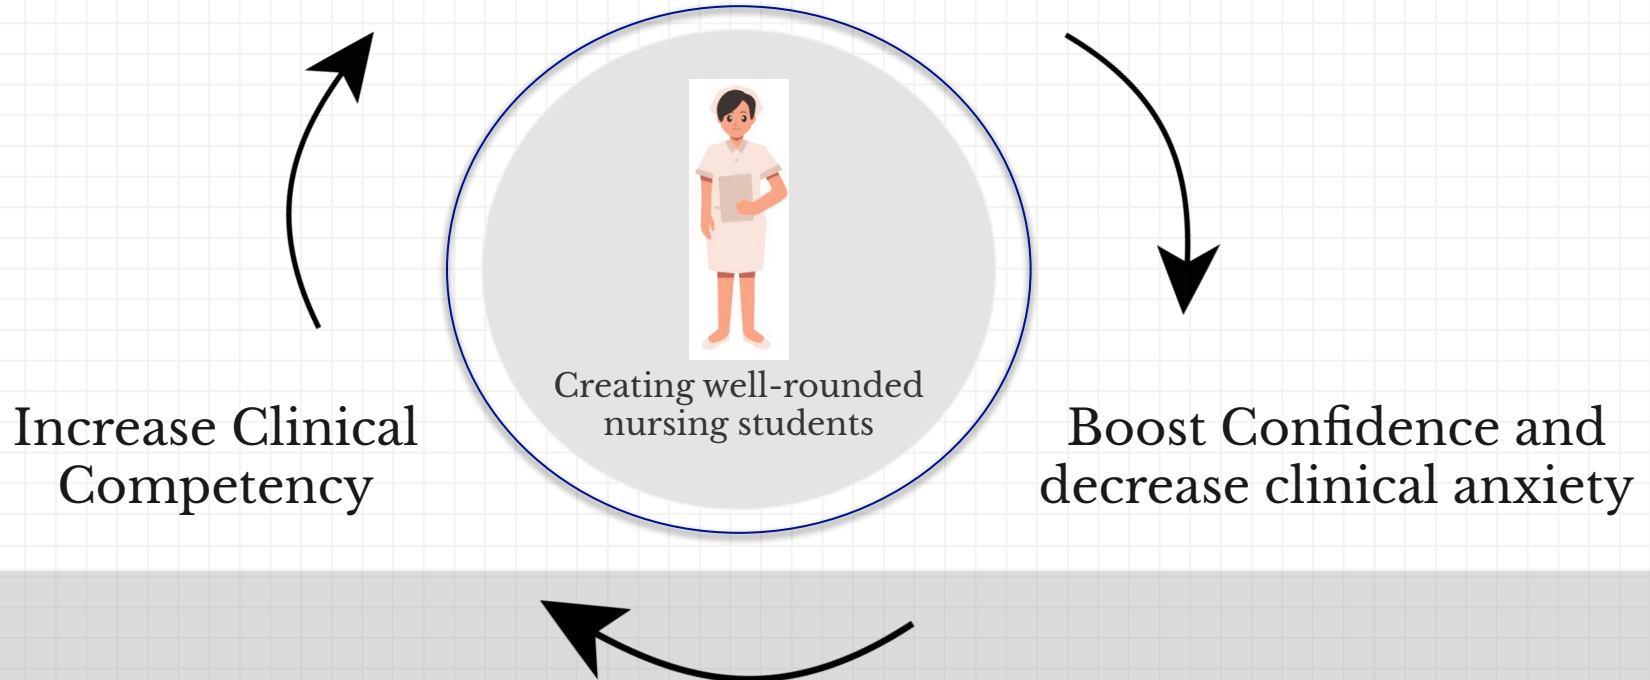 Creating well-rounded
nursing students
Increase Clinical
Competency
Boost Confidence and
decrease clinical anxiety